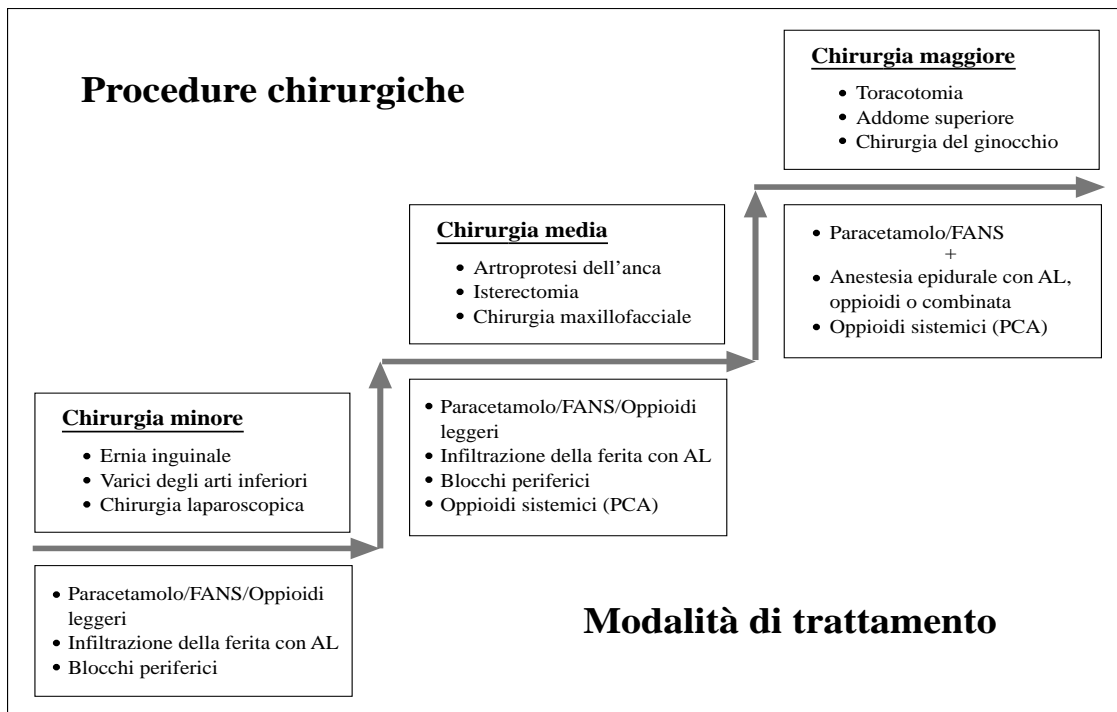 Procedure chirurgiche
Chirurgia maggiore
• Toracotomia
• Addome superiore
• Chirurgia del ginocchio
• Paracetamolo/FANS
+
• Anestesia epidurale con AL,
oppioidi o combinata
• Oppioidi sistemici (PCA)
Chirurgia media
• Artroprotesi dell'anca
• Isterectomia
• Chirurgia maxillofacciale
• Paracetamolo/FANS/Oppioidi
leggeri
• Infiltrazione della ferita con AL
• Blocchi periferici
• Oppioidi sistemici (PCA)
Chirurgia minore
• Ernia inguinale
• Varici degli arti inferiori
• Chirurgia laparoscopica
• Paracetamolo/FANS/Oppioidi
leggeri
• Infiltrazione della ferita con AL
• Blocchi periferici
Modalità di trattamento